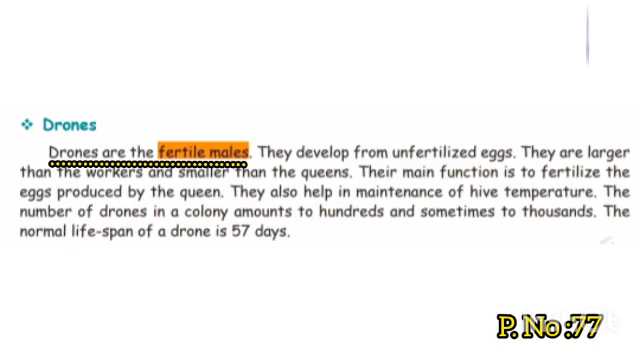 ❖ Drones
Drones are the fertile males. They develop from unfertilized eggs. They are larger
than the workers and smaller than the queens. Their main function is to fertilize the
eggs produced by the queen. They also help in maintenance of hive temperature. The
number of drones in a colony amounts to hundreds and sometimes to thousands. The
normal life-span of a drone is 57 days.
P.No:77